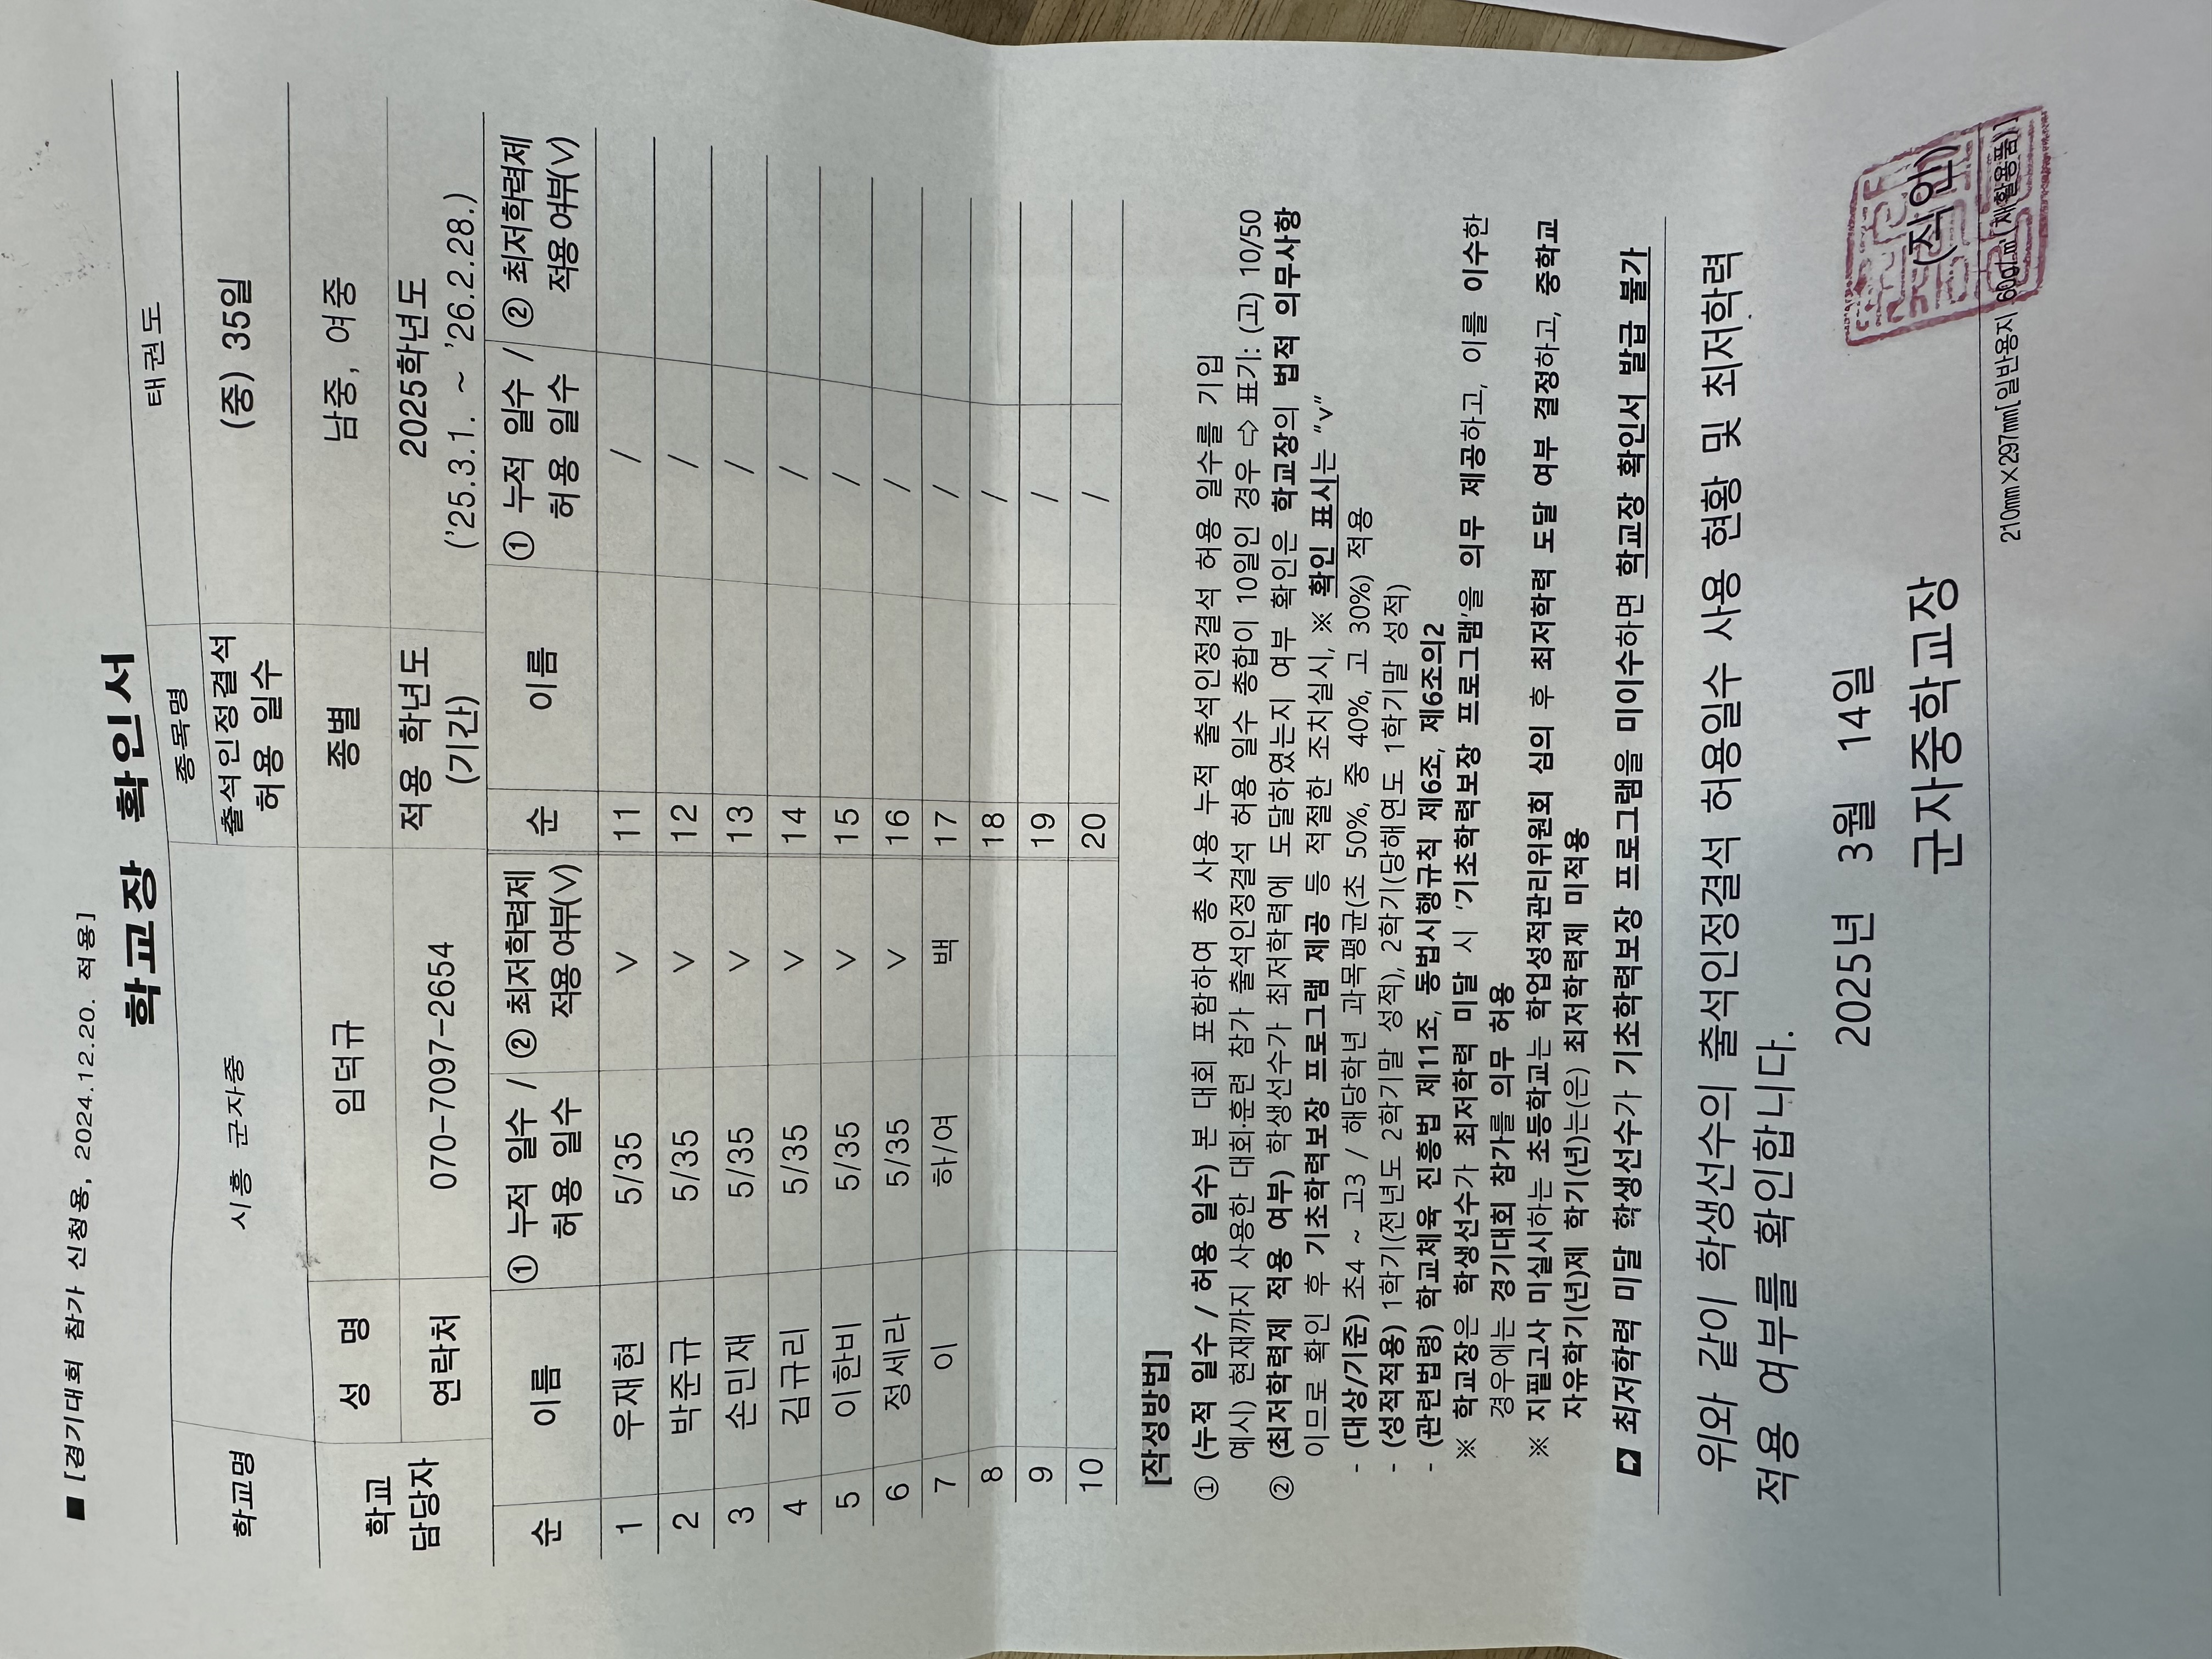 ■ [경기대회 참가 신청용, 2024.12.20. 적용]
학교장 확인서
학교명 시흥 군자중 종목명 태권도
학교 담당자 성 명 임덕규 출석인정결석 허용 일수 (중) 35일
종별 남중, 여중
연락처 070-7097-2654 적용 학년도 (기간) 2025학년도 ('25.3.1. ~ '26.2.28.)
순 이름 ① 누적 일수 / 허용 일수 ② 최저학력제 적용여부(V) 순 이름 ① 누적 일수 / 허용 일수 ② 최저학력제 적용여부(V)
1 우재현 5/35 V 11 /
2 박준규 5/35 V 12 /
3 손민재 5/35 V 13 /
4 김규리 5/35 V 14 /
5 이한비 5/35 V 15 /
6 정세라 5/35 V 16 /
7 이 하/여 백 17 /
8 18 /
9 19 /
10 20 /
[작성방법]
① (누적 일수 / 허용 일수) 본 대회 포함하여 총 사용 누적 출석인정결석 허용 일수를 기입
예시) 현재까지 사용한 대회·훈련 참가 출석인정결석 허용 일수 총합이 10일인 경우 ⇨ 표기: (고) 10/50
② (최저학력제 적용 여부) 학생선수가 최저학력에 도달하였는지 여부 확인은 학교장의 법적 의무사항
이므로 확인 후 기초학력보장 프로그램 제공 등 적절한 조치실시, ※ 확인 표시는 "v"
- (대상/기준) 초4 ~ 고3 / 해당학년 과목평균(초 50%, 중 40%, 고 30%) 적용
- (성적적용) 1학기(전년도 2학기말 성적), 2학기(당해연도 1학기말 성적)
- (관련법령) 학교체육 진흥법 제11조, 동법시행규칙 제6조, 제6조의2
※ 학교장은 학생선수가 최저학력 미달 시 '기초학력보장 프로그램'을 의무 제공하고, 이를 이수한
경우에는 경기대회 참가를 의무 허용
※ 지필고사 미실시하는 초등학교는 학업성적관리위원회 심의 후 최저학력 도달 여부 결정하고, 중학교
자유학기(년)제 학기(년)는(은) 최저학력제 미적용
➡ 최저학력 미달 학생선수가 기초학력보장 프로그램을 미이수하면 학교장 확인서 발급 불가
위와 같이 학생선수의 출석인정결석 허용일수 사용 현황 및 최저학력
적용 여부를 확인합니다.
2025년 3월 14일
군자중학교장 (직인)
210mm×297mm[일반용지 60g/㎡(재활용품)]